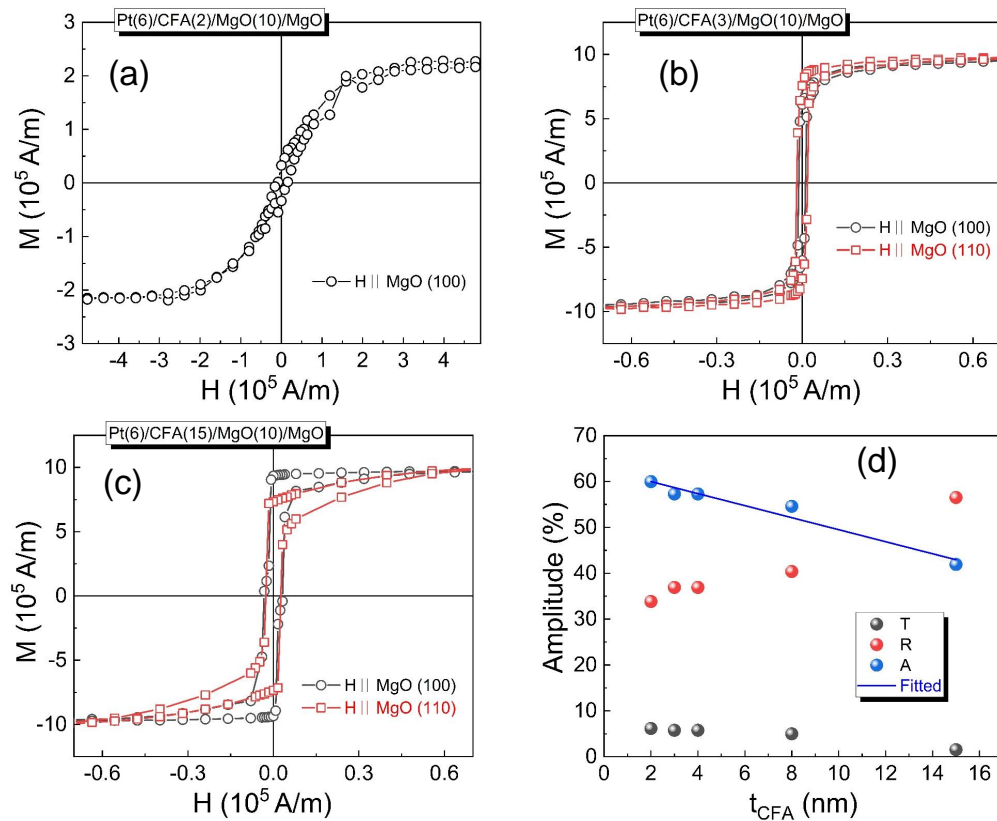 Pt(6)/CFA(2)/MgO(10)/MgO
(a)
M (10⁵ A/m)
3
2
1
0
-1
-2
-3
H || MgO (100)
-4 -3 -2 -1 0 1 2 3 4
H (10⁵ A/m)
Pt(6)/CFA(3)/MgO(10)/MgO
(b)
M (10⁵ A/m)
10
5
0
-5
-10
H || MgO (100)
H || MgO (110)
-0.6 -0.3 0.0 0.3 0.6
H (10⁵ A/m)
Pt(6)/CFA(15)/MgO(10)/MgO
(c)
M (10⁵ A/m)
10
5
0
-5
-10
H || MgO (100)
H || MgO (110)
-0.6 -0.3 0.0 0.3 0.6
H (10⁵ A/m)
(d)
Amplitude (%)
70
60
50
40
30
20
10
0
T
R
A
Fitted
0 2 4 6 8 10 12 14 16
t_CFA (nm)